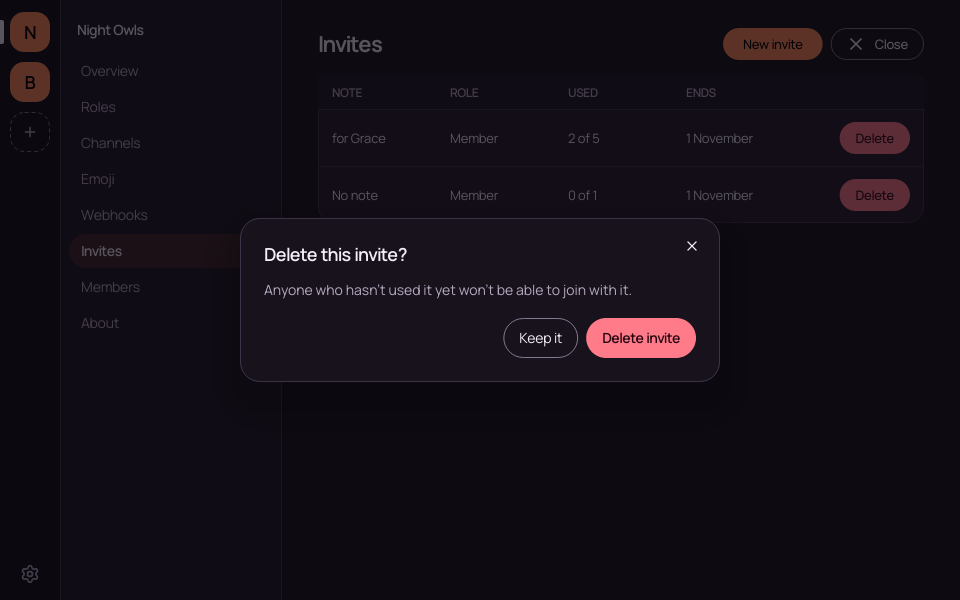 N
Night Owls
B
Overview
Roles
Channels
Emoji
Webhooks
Invites
Members
About
Invites
New invite
Close
NOTE ROLE USED ENDS
for Grace Member 2 of 5 1 November Delete
No note Member 0 of 1 1 November Delete
Delete this invite?
Anyone who hasn't used it yet won't be able to join with it.
Keep it
Delete invite